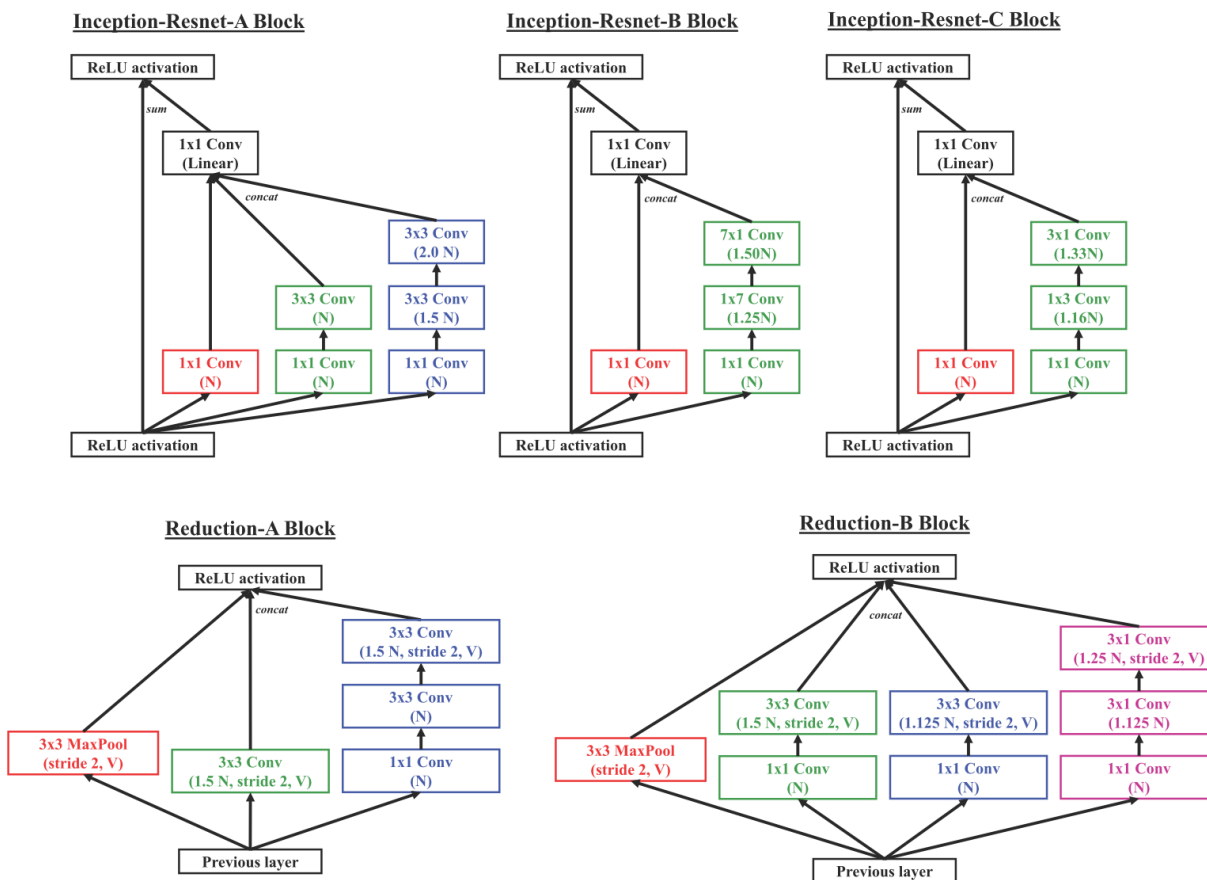 Inception-Resnet-A Block
ReLU activation
sum
1x1 Conv
(Linear)
concat
3x3 Conv
(2.0 N)
3x3 Conv
(N)
3x3 Conv
(1.5 N)
1x1 Conv
(N)
1x1 Conv
(N)
1x1 Conv
(N)
ReLU activation
Inception-Resnet-B Block
ReLU activation
sum
1x1 Conv
(Linear)
concat
7x1 Conv
(1.50N)
1x7 Conv
(1.25N)
1x1 Conv
(N)
1x1 Conv
(N)
ReLU activation
Inception-Resnet-C Block
ReLU activation
sum
1x1 Conv
(Linear)
concat
3x1 Conv
(1.33N)
1x3 Conv
(1.16N)
1x1 Conv
(N)
1x1 Conv
(N)
ReLU activation
Reduction-A Block
ReLU activation
concat
3x3 Conv
(1.5 N, stride 2, V)
3x3 Conv
(N)
3x3 MaxPool
(stride 2, V)
3x3 Conv
(1.5 N, stride 2, V)
1x1 Conv
(N)
Previous layer
Reduction-B Block
ReLU activation
concat
3x1 Conv
(1.25 N, stride 2, V)
3x3 Conv
(1.5 N, stride 2, V)
3x3 Conv
(1.125 N, stride 2, V)
3x1 Conv
(1.125 N)
3x3 MaxPool
(stride 2, V)
1x1 Conv
(N)
1x1 Conv
(N)
1x1 Conv
(N)
Previous layer